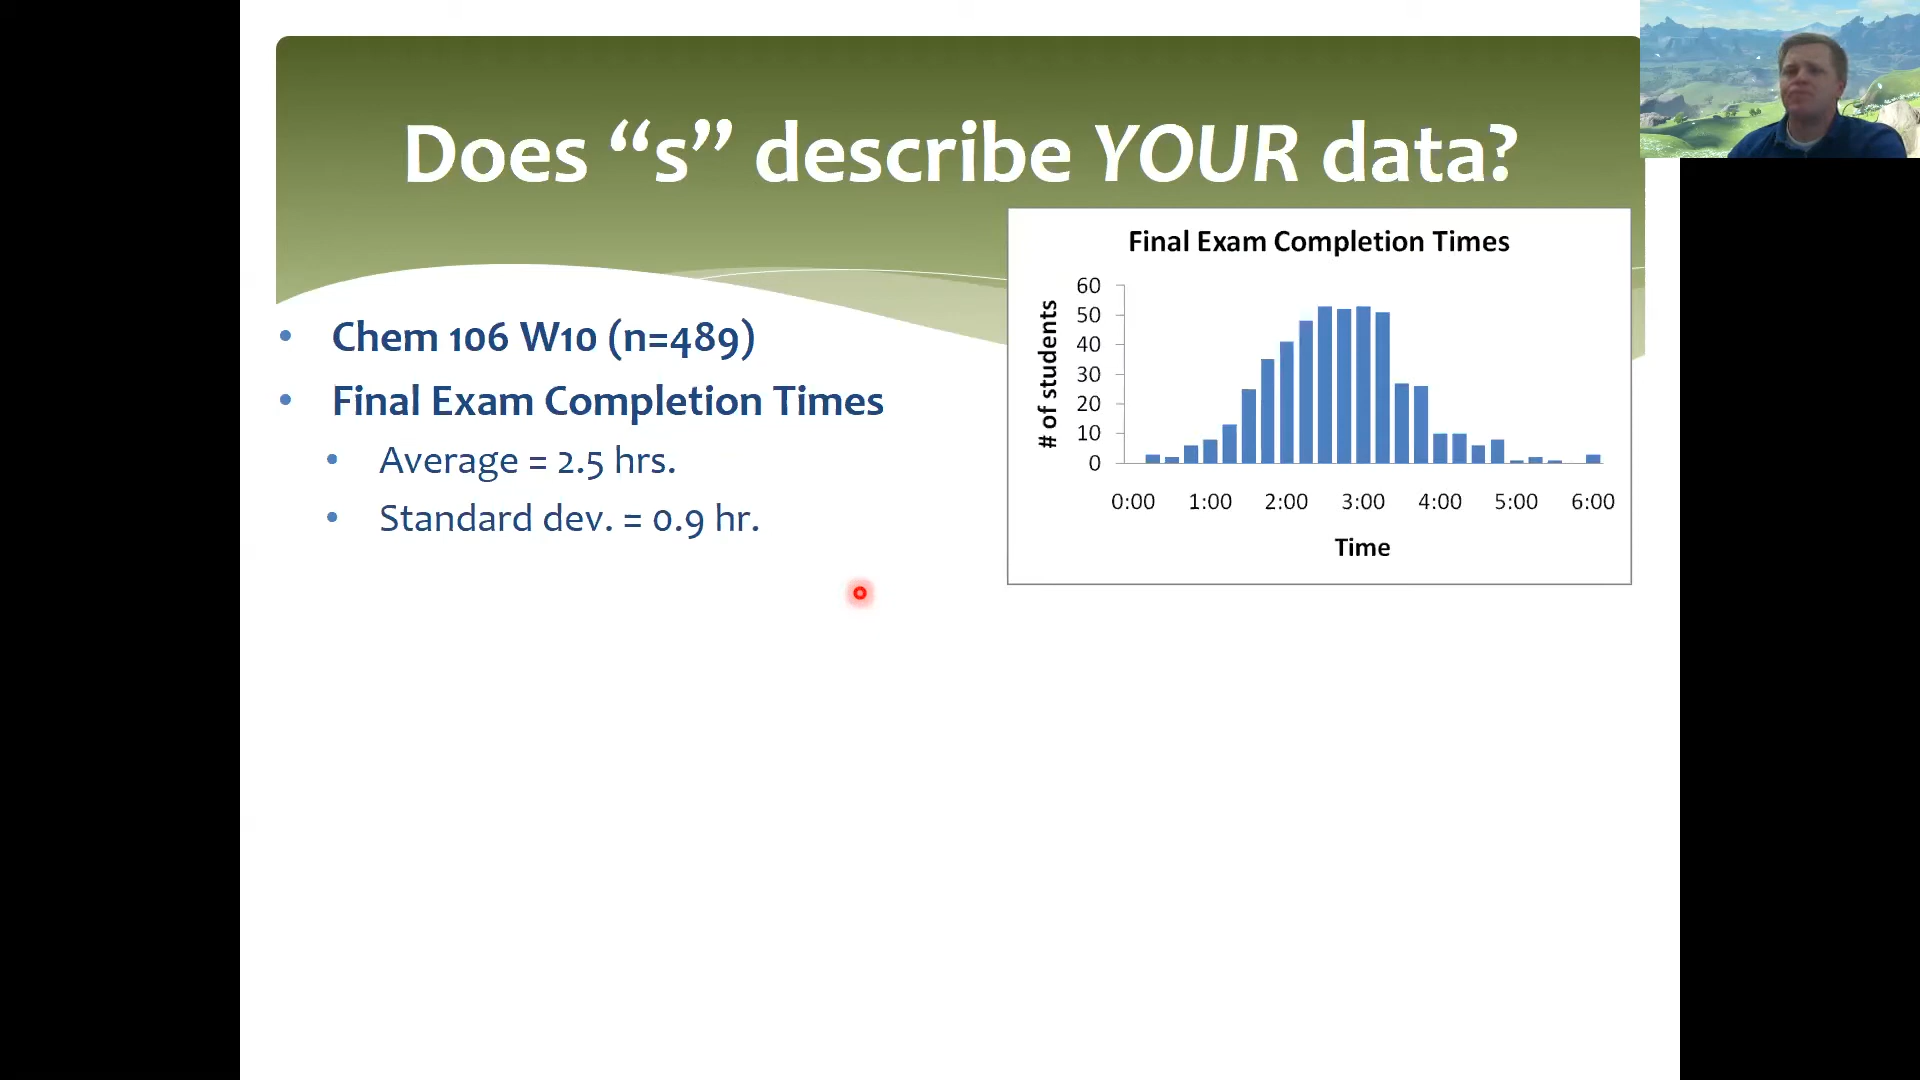 Does “s” describe YOUR data?
• Chem 106 W10 (n=489)
• Final Exam Completion Times
• Average = 2.5 hrs.
• Standard dev. = 0.9 hr.
Final Exam Completion Times
# of students
60
50
40
30
20
10
0
0:00 1:00 2:00 3:00 4:00 5:00 6:00
Time